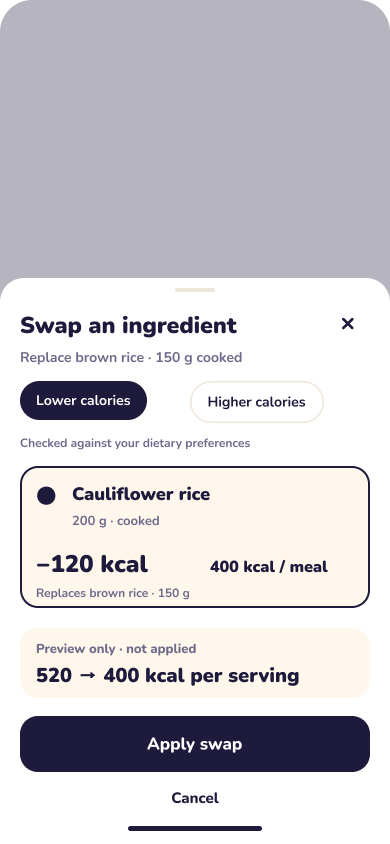 Swap an ingredient
Replace brown rice · 150 g cooked
Lower calories
Higher calories
Checked against your dietary preferences
Cauliflower rice
200 g · cooked
−120 kcal
400 kcal / meal
Replaces brown rice · 150 g
Preview only · not applied
520 → 400 kcal per serving
Apply swap
Cancel